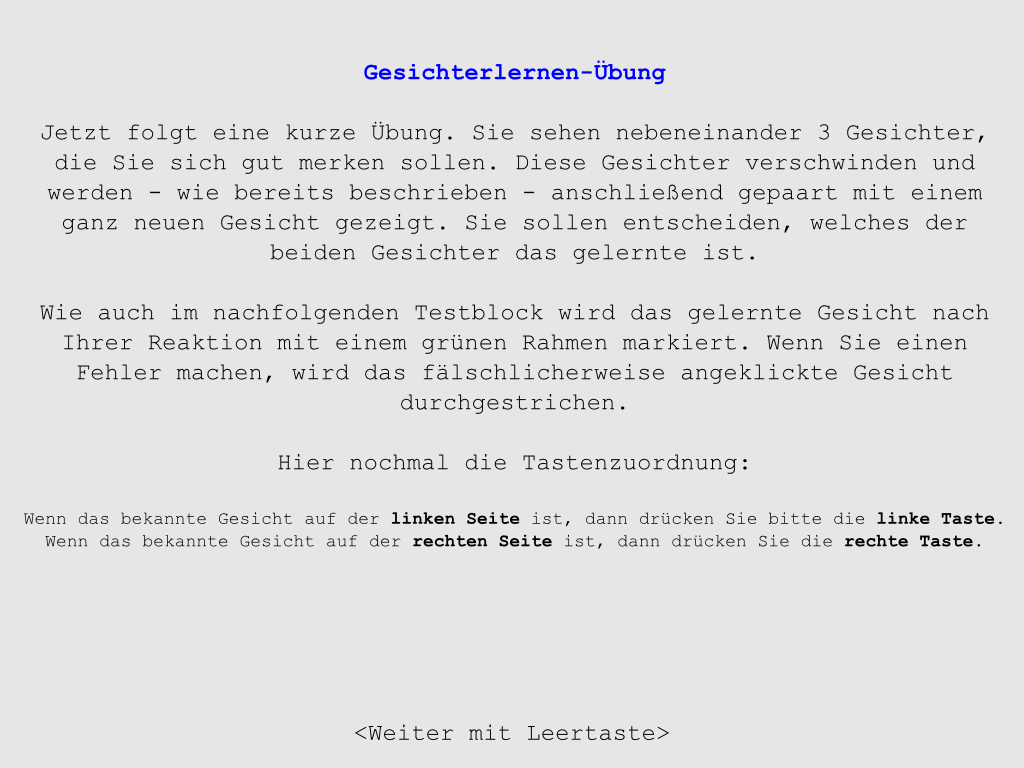 Gesichterlernen-Übung
Jetzt folgt eine kurze Übung. Sie sehen nebeneinander 3 Gesichter,
die Sie sich gut merken sollen. Diese Gesichter verschwinden und
werden - wie bereits beschrieben - anschließend gepaart mit einem
ganz neuen Gesicht gezeigt. Sie sollen entscheiden, welches der
beiden Gesichter das gelernte ist.
Wie auch im nachfolgenden Testblock wird das gelernte Gesicht nach
Ihrer Reaktion mit einem grünen Rahmen markiert. Wenn Sie einen
Fehler machen, wird das fälschlicherweise angeklickte Gesicht
durchgestrichen.
Hier nochmal die Tastenzuordnung:
Wenn das bekannte Gesicht auf der linken Seite ist, dann drücken Sie bitte die linke Taste.
Wenn das bekannte Gesicht auf der rechten Seite ist, dann drücken Sie die rechte Taste.
<Weiter mit Leertaste>